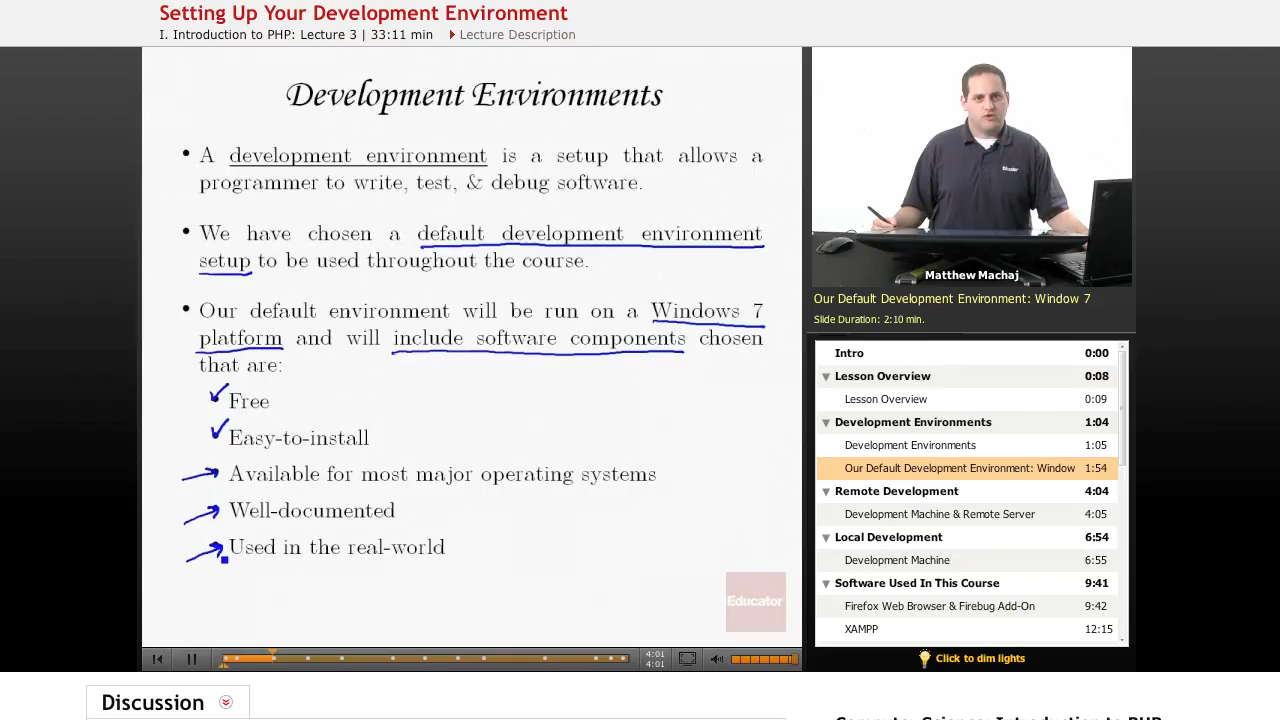 Setting Up Your Development Environment
I. Introduction to PHP: Lecture 3 | 33:11 min
Lecture Description
Development Environments
• A development environment is a setup that allows a
programmer to write, test, & debug software.
• We have chosen a default development environment
setup to be used throughout the course.
• Our default environment will be run on a Windows 7
platform and will include software components chosen
that are:
Free
Easy-to-install
Available for most major operating systems
Well-documented
Used in the real-world
Educator
4:01
4:01
Matthew Machaj
Our Default Development Environment: Window 7
Slide Duration: 2:10 min.
Intro 0:00
Lesson Overview 0:08
Lesson Overview 0:09
Development Environments 1:04
Development Environments 1:05
Our Default Development Environment: Window 1:54
Remote Development 4:04
Development Machine & Remote Server 4:05
Local Development 6:54
Development Machine 6:55
Software Used In This Course 9:41
Firefox Web Browser & Firebug Add-On 9:42
XAMPP 12:15
Click to dim lights
Discussion
Computer Science: Introduction to PHP